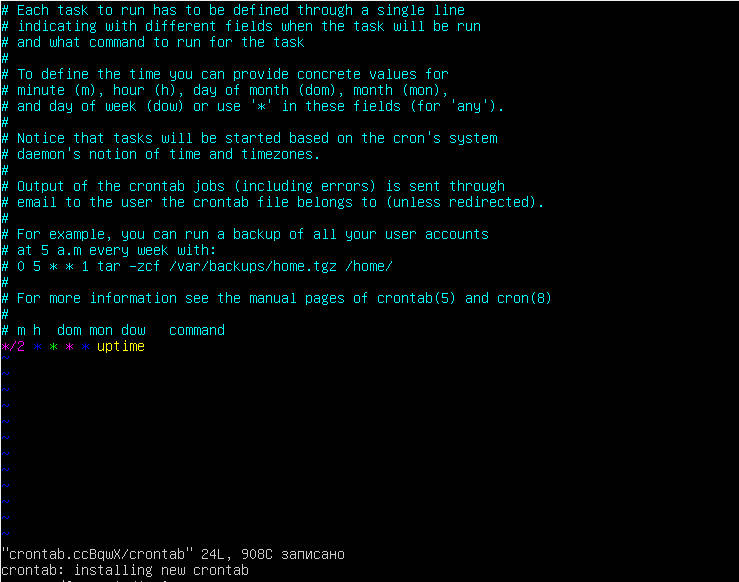 # Each task to run has to be defined through a single line
# indicating with different fields when the task will be run
# and what command to run for the task
#
# To define the time you can provide concrete values for
# minute (m), hour (h), day of month (dom), month (mon),
# and day of week (dow) or use '*' in these fields (for 'any').
#
# Notice that tasks will be started based on the cron's system
# daemon's notion of time and timezones.
#
# Output of the crontab jobs (including errors) is sent through
# email to the user the crontab file belongs to (unless redirected).
#
# For example, you can run a backup of all your user accounts
# at 5 a.m every week with:
# 0 5 * * 1 tar -zcf /var/backups/home.tgz /home/
#
# For more information see the manual pages of crontab(5) and cron(8)
#
# m h  dom mon dow   command
*/2 * * * * uptime
~
~
~
~
~
~
~
~
~
~
~
~
"crontab.ccBqwX/crontab" 24L, 908C записано
crontab: installing new crontab